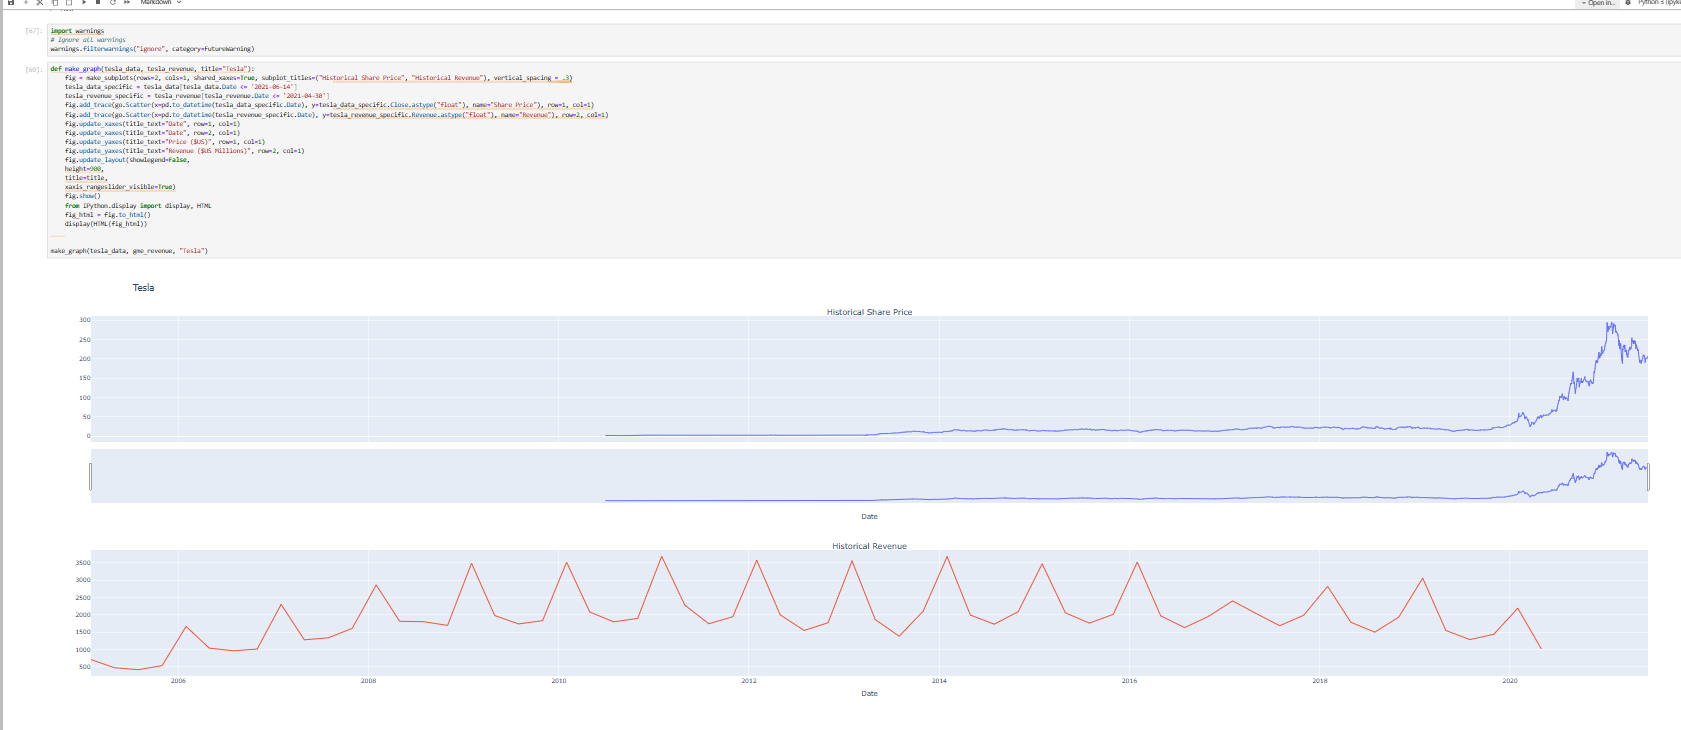 Markdown
Open in...
Python 3 (ipyke
[67]:
import warnings
# Ignore all warnings
warnings.filterwarnings("ignore", category=FutureWarning)
[69]:
def make_graph(tesla_data, tesla_revenue, title="Tesla"):
fig = make_subplots(rows=2, cols=1, shared_xaxes=True, subplot_titles=("Historical Share Price", "Historical Revenue"), vertical_spacing = .3)
tesla_data_specific = tesla_data[tesla_data.Date <= '2021-06-14']
tesla_revenue_specific = tesla_revenue[tesla_revenue.Date <= '2021-04-30']
fig.add_trace(go.Scatter(x=pd.to_datetime(tesla_data_specific.Date), y=tesla_data_specific.Close.astype("float"), name="Share Price"), row=1, col=1)
fig.add_trace(go.Scatter(x=pd.to_datetime(tesla_revenue_specific.Date), y=tesla_revenue_specific.Revenue.astype("float"), name="Revenue"), row=2, col=1)
fig.update_xaxes(title_text="Date", row=1, col=1)
fig.update_xaxes(title_text="Date", row=2, col=1)
fig.update_yaxes(title_text="Price ($US)", row=1, col=1)
fig.update_yaxes(title_text="Revenue ($US Millions)", row=2, col=1)
fig.update_layout(showlegend=False,
height=900,
title=title,
xaxis_rangeslider_visible=True)
fig.show()
from IPython.display import display, HTML
fig_html = fig.to_html()
display(HTML(fig_html))
make_graph(tesla_data, gme_revenue, "Tesla")
Tesla
Historical Share Price
300
250
200
150
100
50
0
Date
Historical Revenue
3500
3000
2500
2000
1500
1000
500
2006 2008 2010 2012 2014 2016 2018 2020
Date